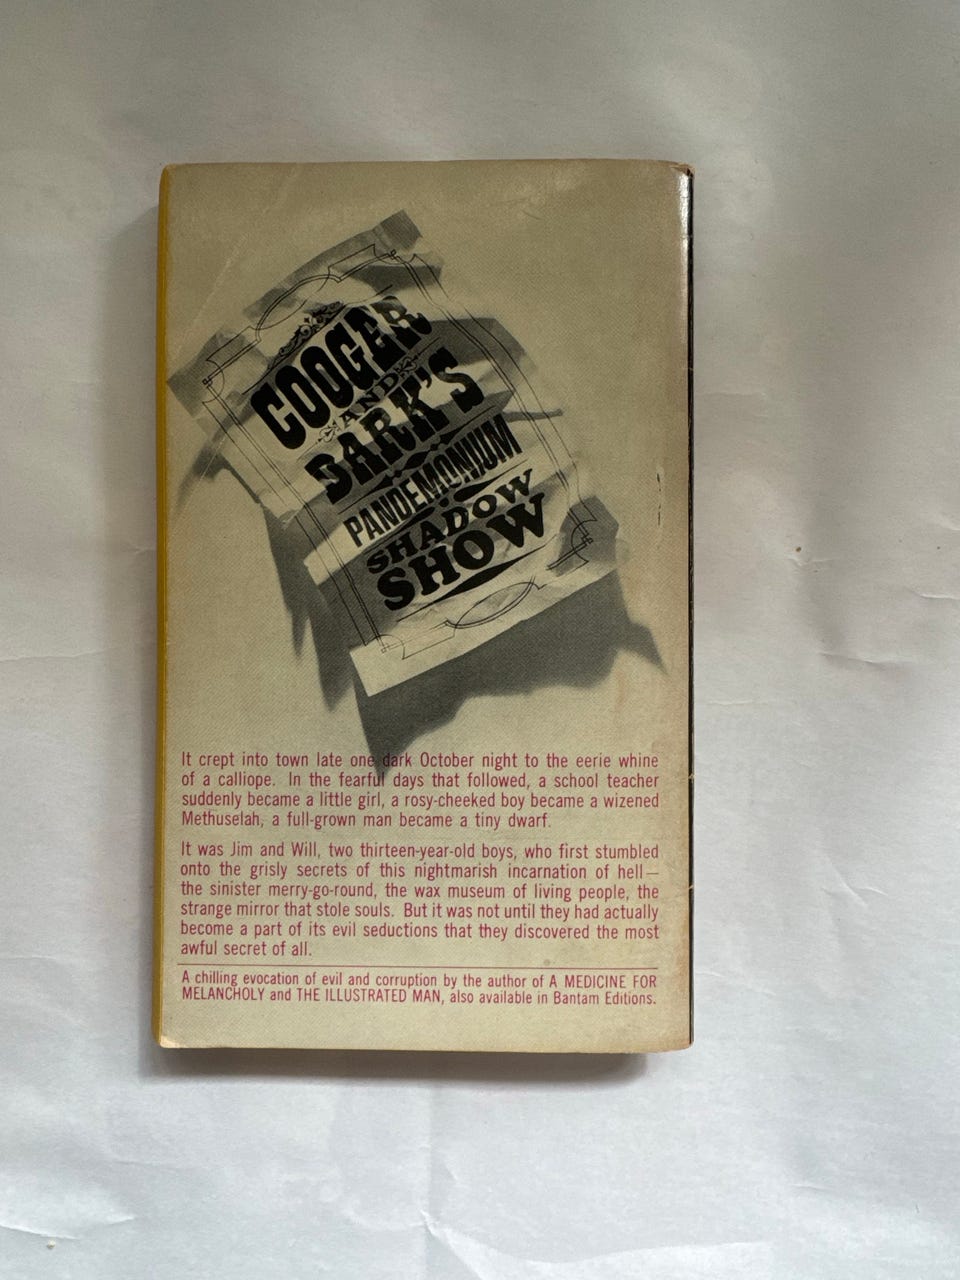 COOGER
AND
DARK'S
PANDEMONIUM
SHADOW
SHOW
It crept into town late one dark October night to the eerie whine
of a calliope. In the fearful days that followed, a school teacher
suddenly became a little girl, a rosy-cheeked boy became a wizened
Methuselah, a full-grown man became a tiny dwarf.
It was Jim and Will, two thirteen-year-old boys, who first stumbled
onto the grisly secrets of this nightmarish incarnation of hell—
the sinister merry-go-round, the wax museum of living people, the
strange mirror that stole souls. But it was not until they had actually
become a part of its evil seductions that they discovered the most
awful secret of all.
A chilling evocation of evil and corruption by the author of A MEDICINE FOR
MELANCHOLY and THE ILLUSTRATED MAN, also available in Bantam Editions.